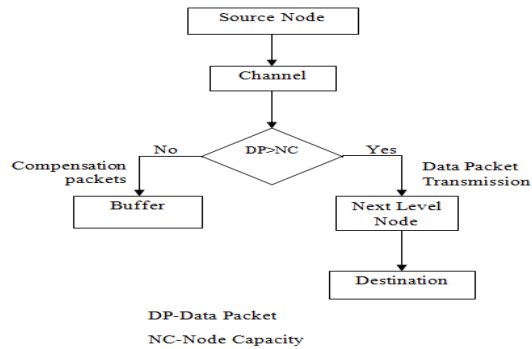 Source Node
Channel
DP>NC
No
Yes
Compensation
packets
Data Packet
Transmission
Buffer
Next Level
Node
Destination
DP-Data Packet
NC-Node Capacity